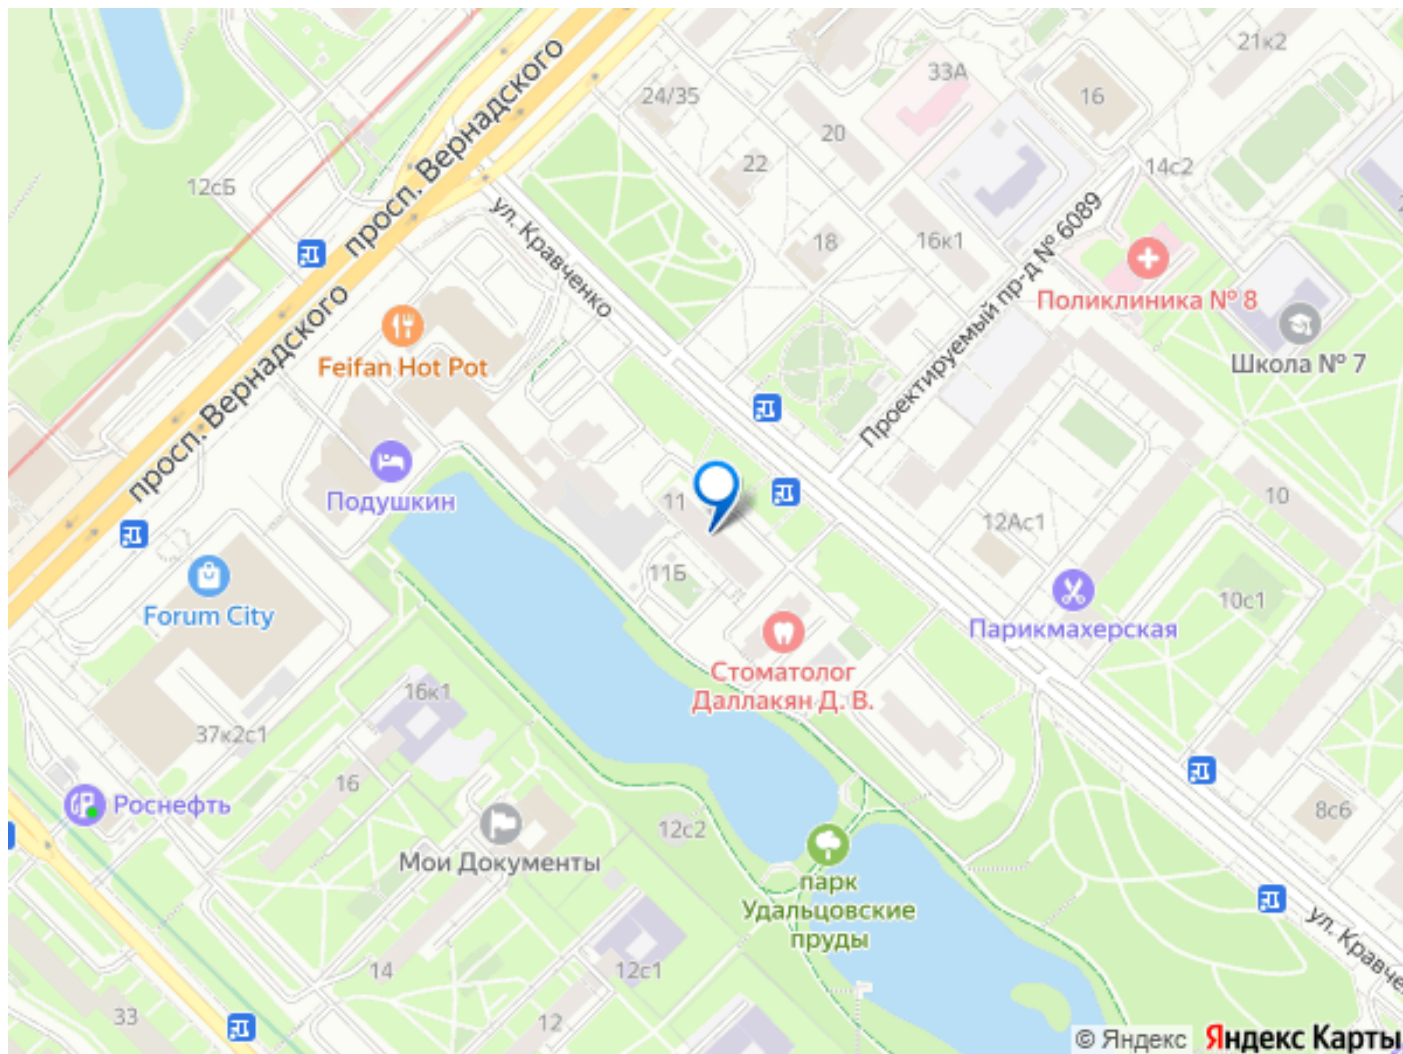 21к2
33А
16
24/35
20
22
14с2
12сБ
просп. Вернадского
ул. Кравченко
18
16к1
Проектируемый пр-д № 6089
Поликлиника № 8
Школа № 7
Feifan Hot Pot
просп. Вернадского
Подушкин
11
10
12Ас1
11Б
10с1
Forum City
Парикмахерская
Стоматолог
Даллакян Д. В.
16к1
37к2с1
16
Роснефть
8с6
12с2
Мои Документы
парк
Удальцовские
пруды
ул. Кравче
14
12с1
33
12
© Яндекс Яндекс Карты